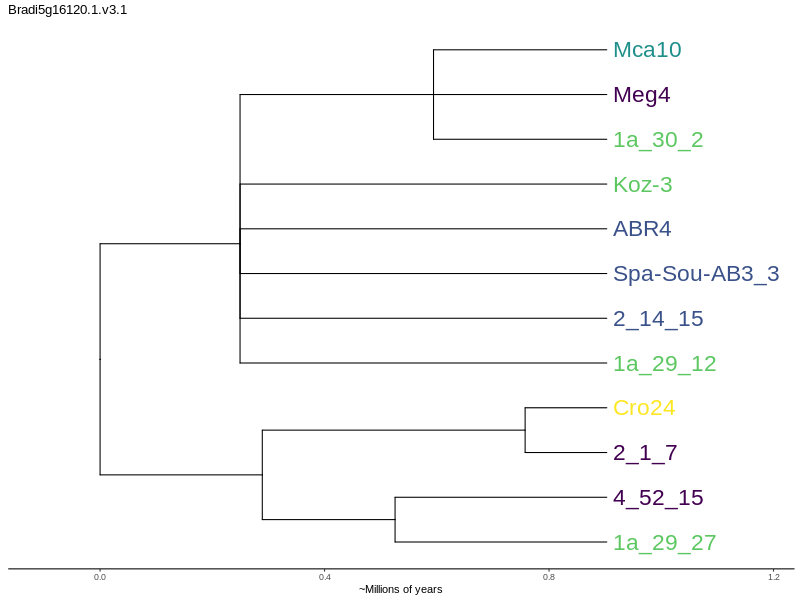 Bradi5g16120.1.v3.1
Mca10
Meg4
1a_30_2
Koz-3
ABR4
Spa-Sou-AB3_3
2_14_15
1a_29_12
Cro24
2_1_7
4_52_15
1a_29_27
0.0 0.4 0.8 1.2
~Millions of years